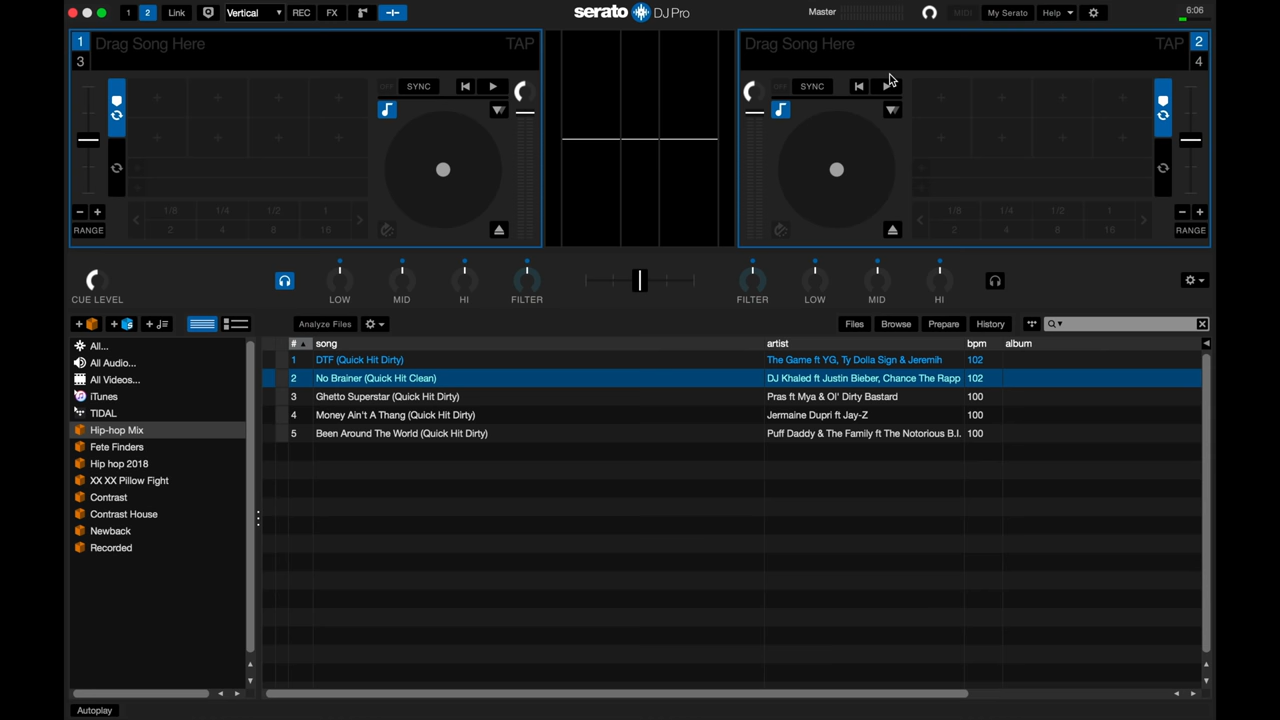 1 2 Link Vertical REC FX serato DJ Pro Master MIDI My Serato Help 6:06
1 Drag Song Here TAP Drag Song Here TAP 2
3 4
OFF SYNC OFF SYNC
1/8 1/4 1/2 1 1/8 1/4 1/2 1
2 4 8 16 2 4 8 16
RANGE RANGE
CUE LEVEL LOW MID HI FILTER FILTER LOW MID HI
Analyze Files Files Browse Prepare History
# song artist bpm album
All...
All Audio...
All Videos...
iTunes
TIDAL
Hip-hop Mix
Fete Finders
Hip hop 2018
XX XX Pillow Fight
Contrast
Contrast House
Newback
Recorded
1 DTF (Quick Hit Dirty) The Game ft YG, Ty Dolla Sign & Jeremih 102
2 No Brainer (Quick Hit Clean) DJ Khaled ft Justin Bieber, Chance The Rapp 102
3 Ghetto Superstar (Quick Hit Dirty) Pras ft Mya & Ol' Dirty Bastard 100
4 Money Ain't A Thang (Quick Hit Dirty) Jermaine Dupri ft Jay-Z 100
5 Been Around The World (Quick Hit Dirty) Puff Daddy & The Family ft The Notorious B.I. 100
Autoplay